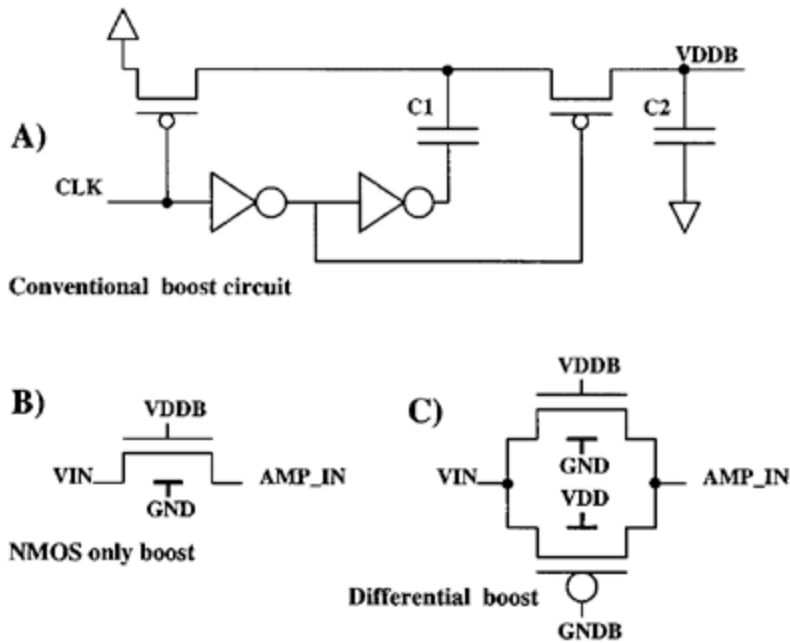 VDDB
C1
C2
A)
CLK
Conventional boost circuit
B)
VDDB
VIN
AMP_IN
GND
NMOS only boost
C)
VDDB
GND
VIN
AMP_IN
VDD
Differential boost
GNDB